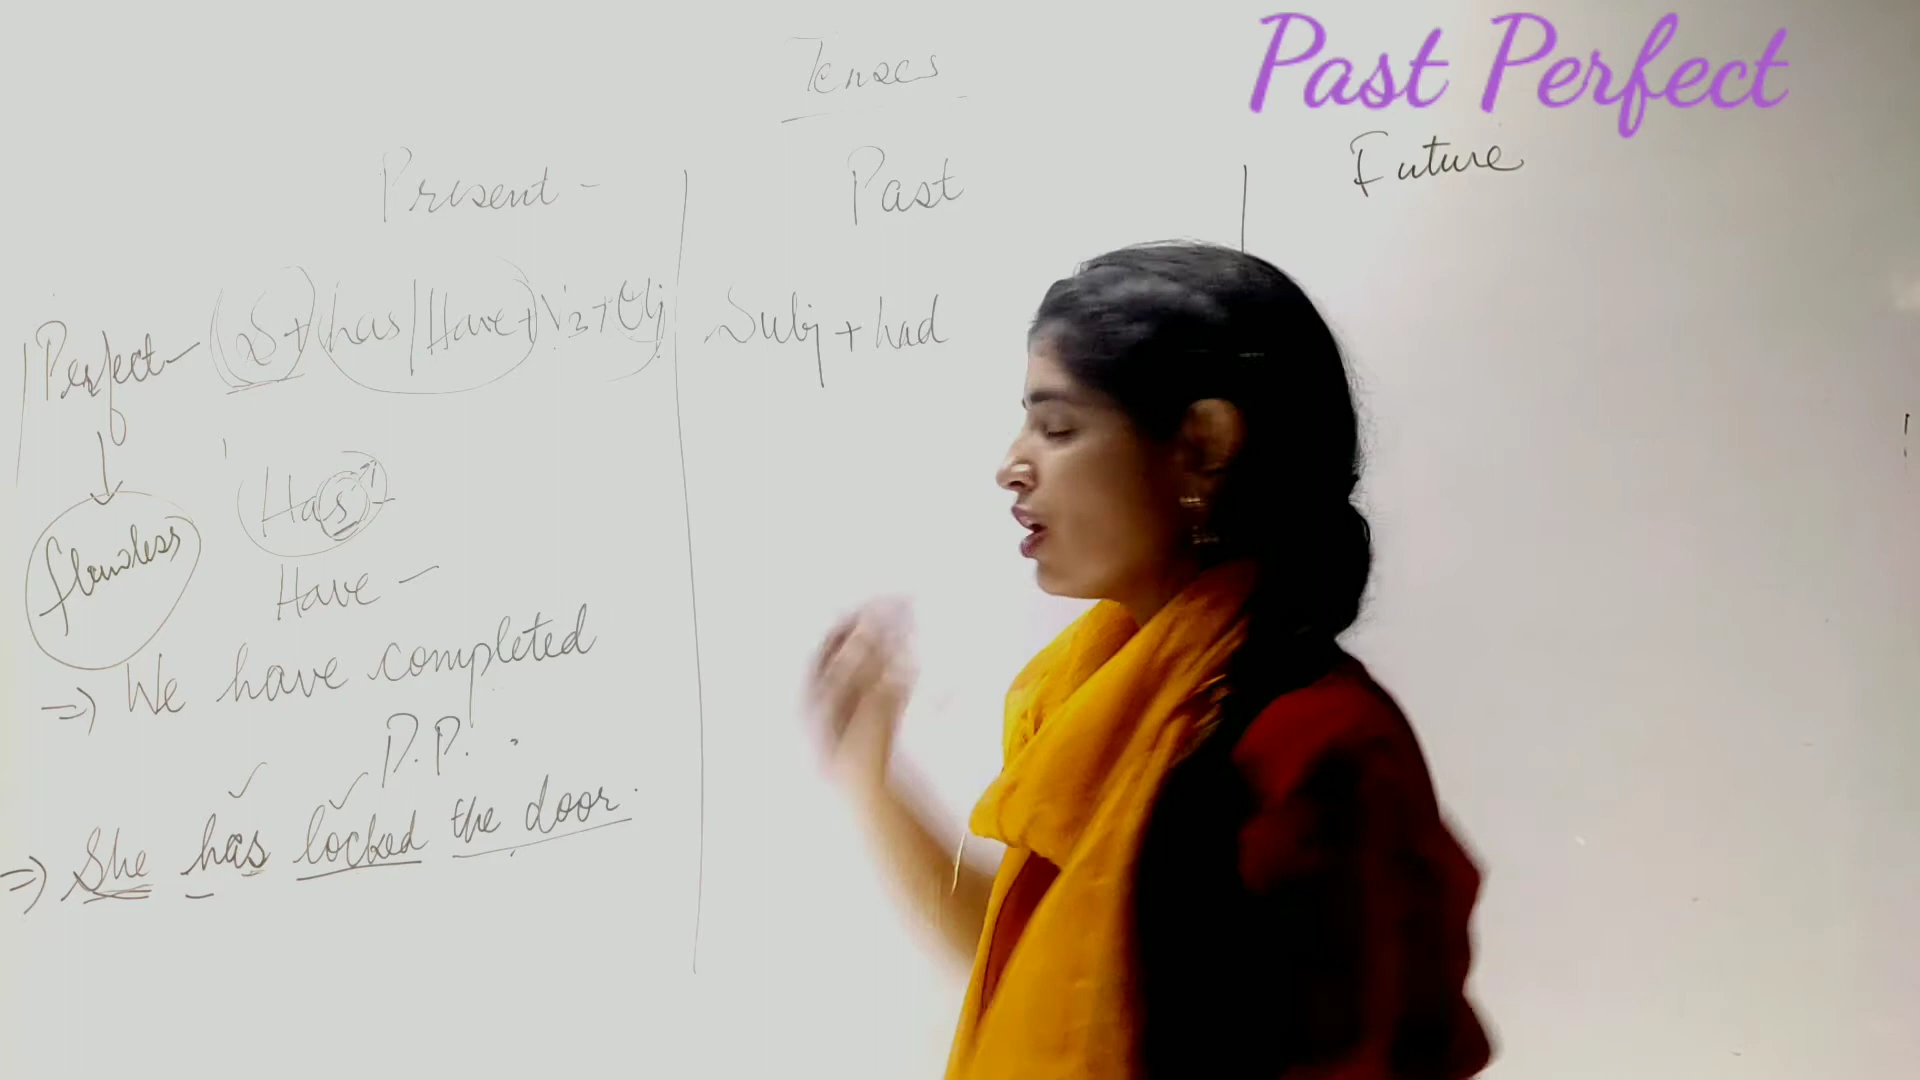 Tenses
Past Perfect
Present - Past Future
Perfect - S + has/Have + V3 + Obj Subj + had
Has
flawless
Have -
=> We have completed
P.P.
=> She has locked the door.